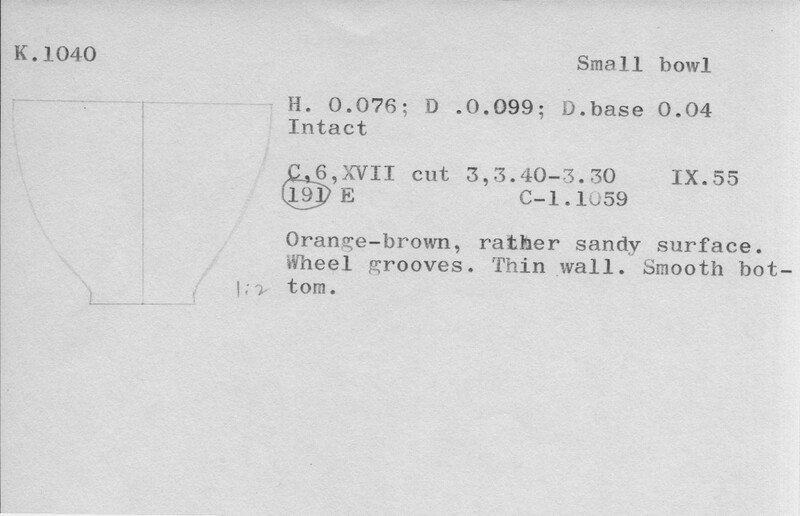 K.1040
Small bowl
H. 0.076; D .0.099; D.base 0.04
Intact
C,6,XVII cut 3,3.40-3.30 IX.55
191 E C-1.1059
Orange-brown, rather sandy surface.
Wheel grooves. Thin wall. Smooth bot-
tom.
1:2